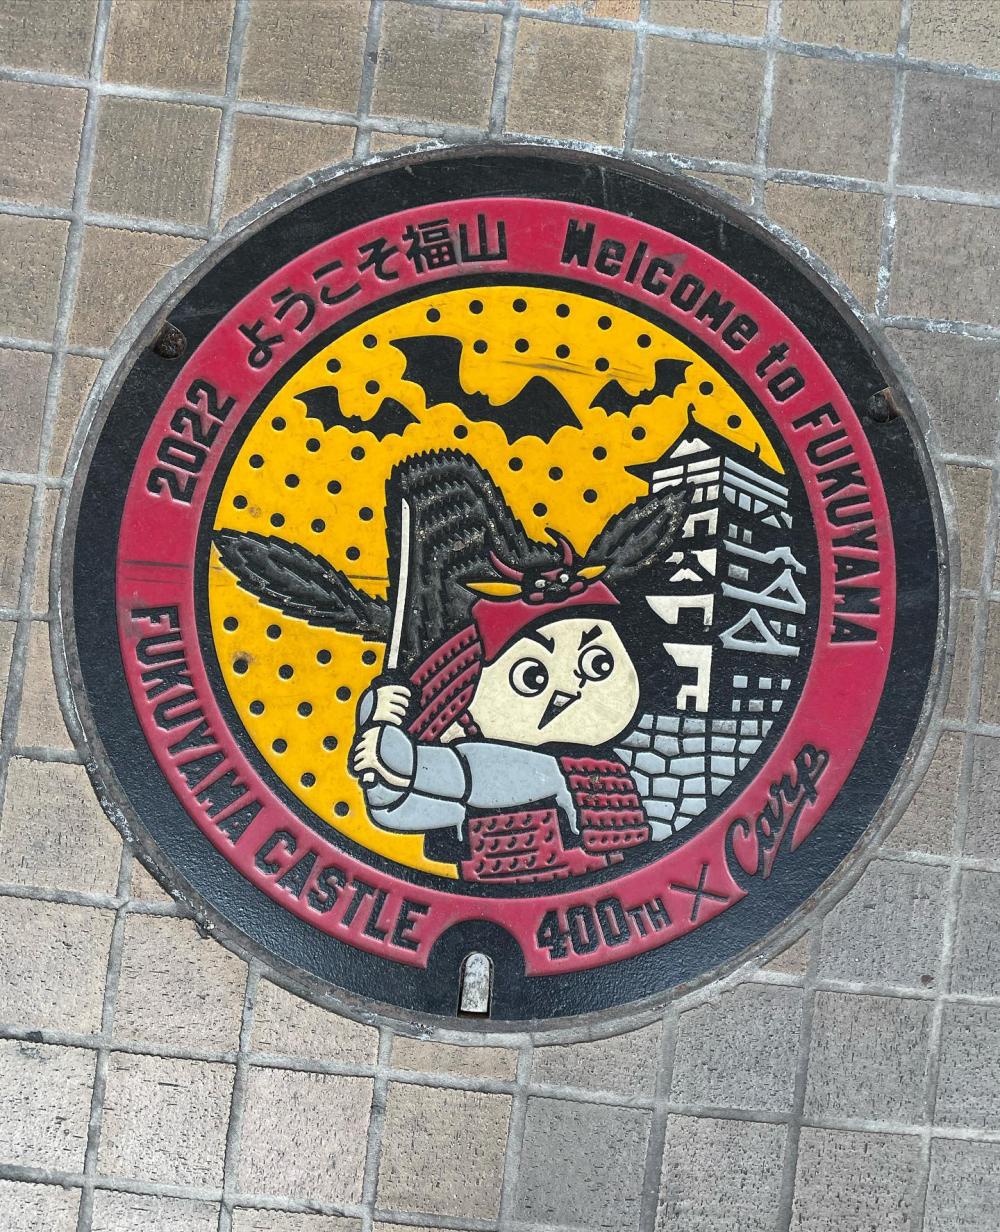 2022 ようこそ福山 Welcome to FUKUYAMA
FUKUYAMA CASTLE 400TH X Carp